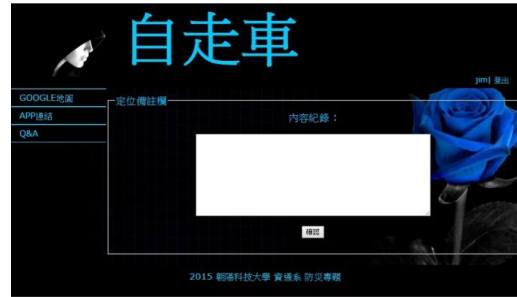 自走車
jim| 登出
GOOGLE地圖
APP連結
Q&A
定位備註欄
內容紀錄：
確認
2015 朝陽科技大學 資通系 防災專題